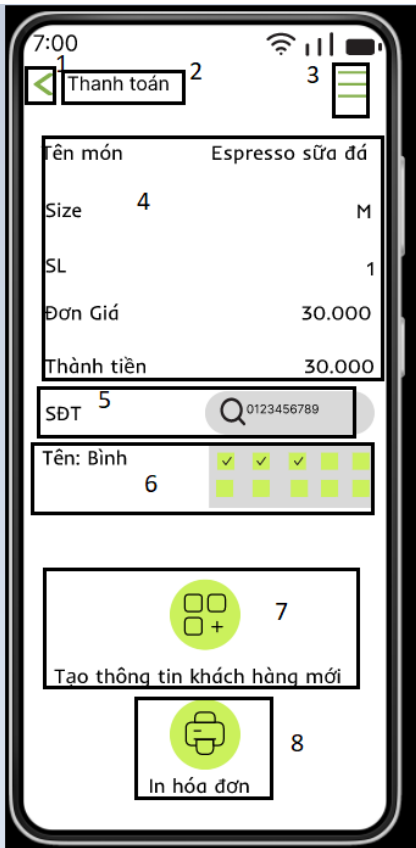 7:00
1
Thanh toán 2 3
Tên món Espresso sữa đá
Size 4 M
SL 1
Đơn Giá 30.000
Thành tiền 30.000
SĐT 5 0123456789
Tên: Bình
6
7
Tạo thông tin khách hàng mới
8
In hóa đơn